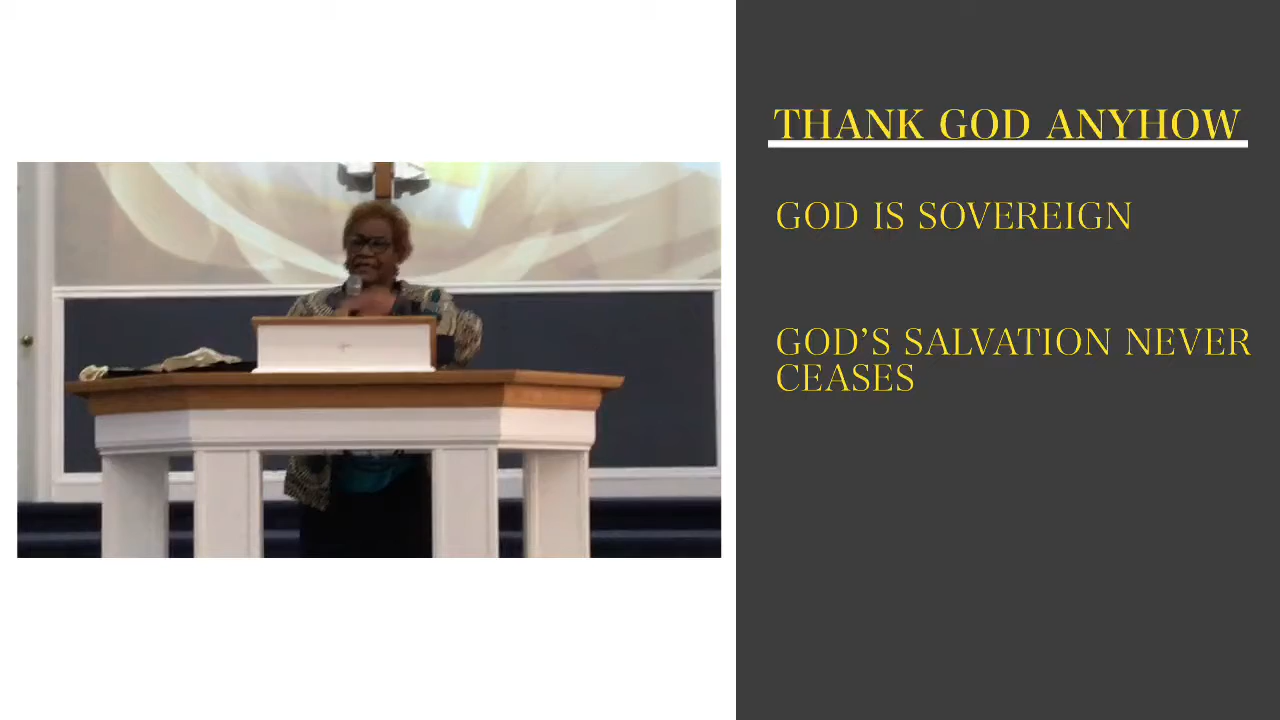 THANK GOD ANYHOW
GOD IS SOVEREIGN
GOD’S SALVATION NEVER
CEASES